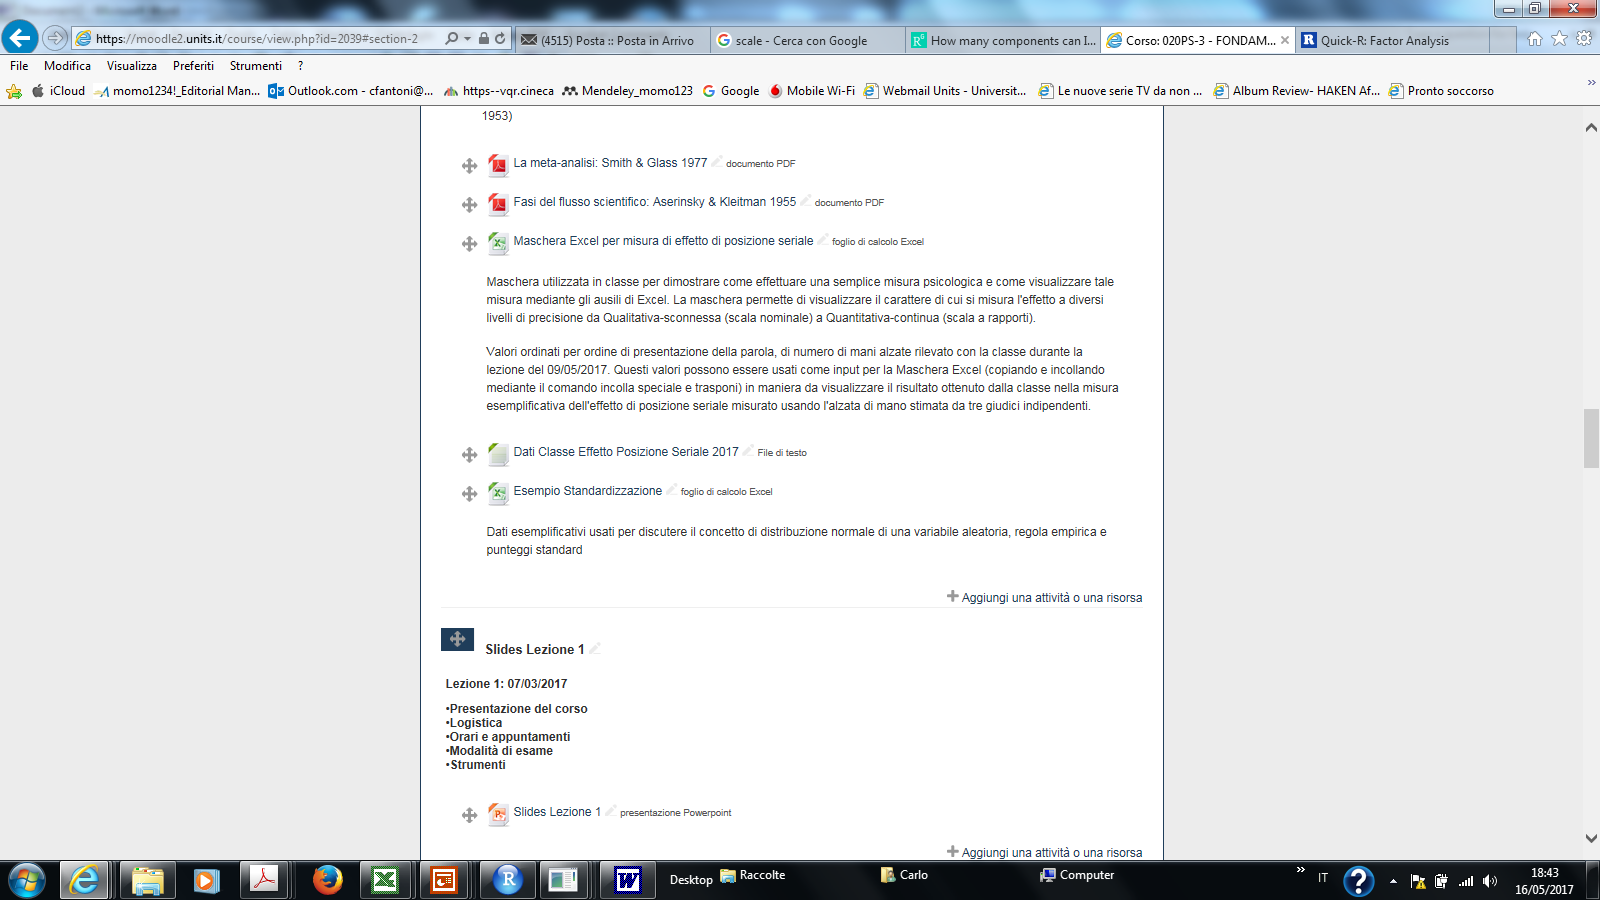 https://moodle2.units.it/course/view.php?id=2039#section-2
(4515) Posta :: Posta in Arrivo
scale - Cerca con Google
How many components can I...
Corso: 020PS-3 - FONDAM...
Quick-R: Factor Analysis
File Modifica Visualizza Preferiti Strumenti ?
iCloud momo1234!_Editorial Man... Outlook.com - cfantoni@... https--vqr.cineca Mendeley_momo123 Google Mobile Wi-Fi Webmail Units - Universit... Le nuove serie TV da non ... Album Review- HAKEN Af... Pronto soccorso
1953)
La meta-analisi: Smith & Glass 1977 documento PDF
Fasi del flusso scientifico: Aserinsky & Kleitman 1955 documento PDF
Maschera Excel per misura di effetto di posizione seriale foglio di calcolo Excel
Maschera utilizzata in classe per dimostrare come effettuare una semplice misura psicologica e come visualizzare tale
misura mediante gli ausili di Excel. La maschera permette di visualizzare il carattere di cui si misura l'effetto a diversi
livelli di precisione da Qualitativa-sconnessa (scala nominale) a Quantitativa-continua (scala a rapporti).
Valori ordinati per ordine di presentazione della parola, di numero di mani alzate rilevato con la classe durante la
lezione del 09/05/2017. Questi valori possono essere usati come input per la Maschera Excel (copiando e incollando
mediante il comando incolla speciale e trasponi) in maniera da visualizzare il risultato ottenuto dalla classe nella misura
esemplificativa dell'effetto di posizione seriale misurato usando l'alzata di mano stimata da tre giudici indipendenti.
Dati Classe Effetto Posizione Seriale 2017 File di testo
Esempio Standardizzazione foglio di calcolo Excel
Dati esemplificativi usati per discutere il concetto di distribuzione normale di una variabile aleatoria, regola empirica e
punteggi standard
Aggiungi una attività o una risorsa
Slides Lezione 1
Lezione 1: 07/03/2017
•Presentazione del corso
•Logistica
•Orari e appuntamenti
•Modalità di esame
•Strumenti
Slides Lezione 1 presentazione Powerpoint
Aggiungi una attività o una risorsa
Desktop Raccolte Carlo Computer IT 18:43
16/05/2017